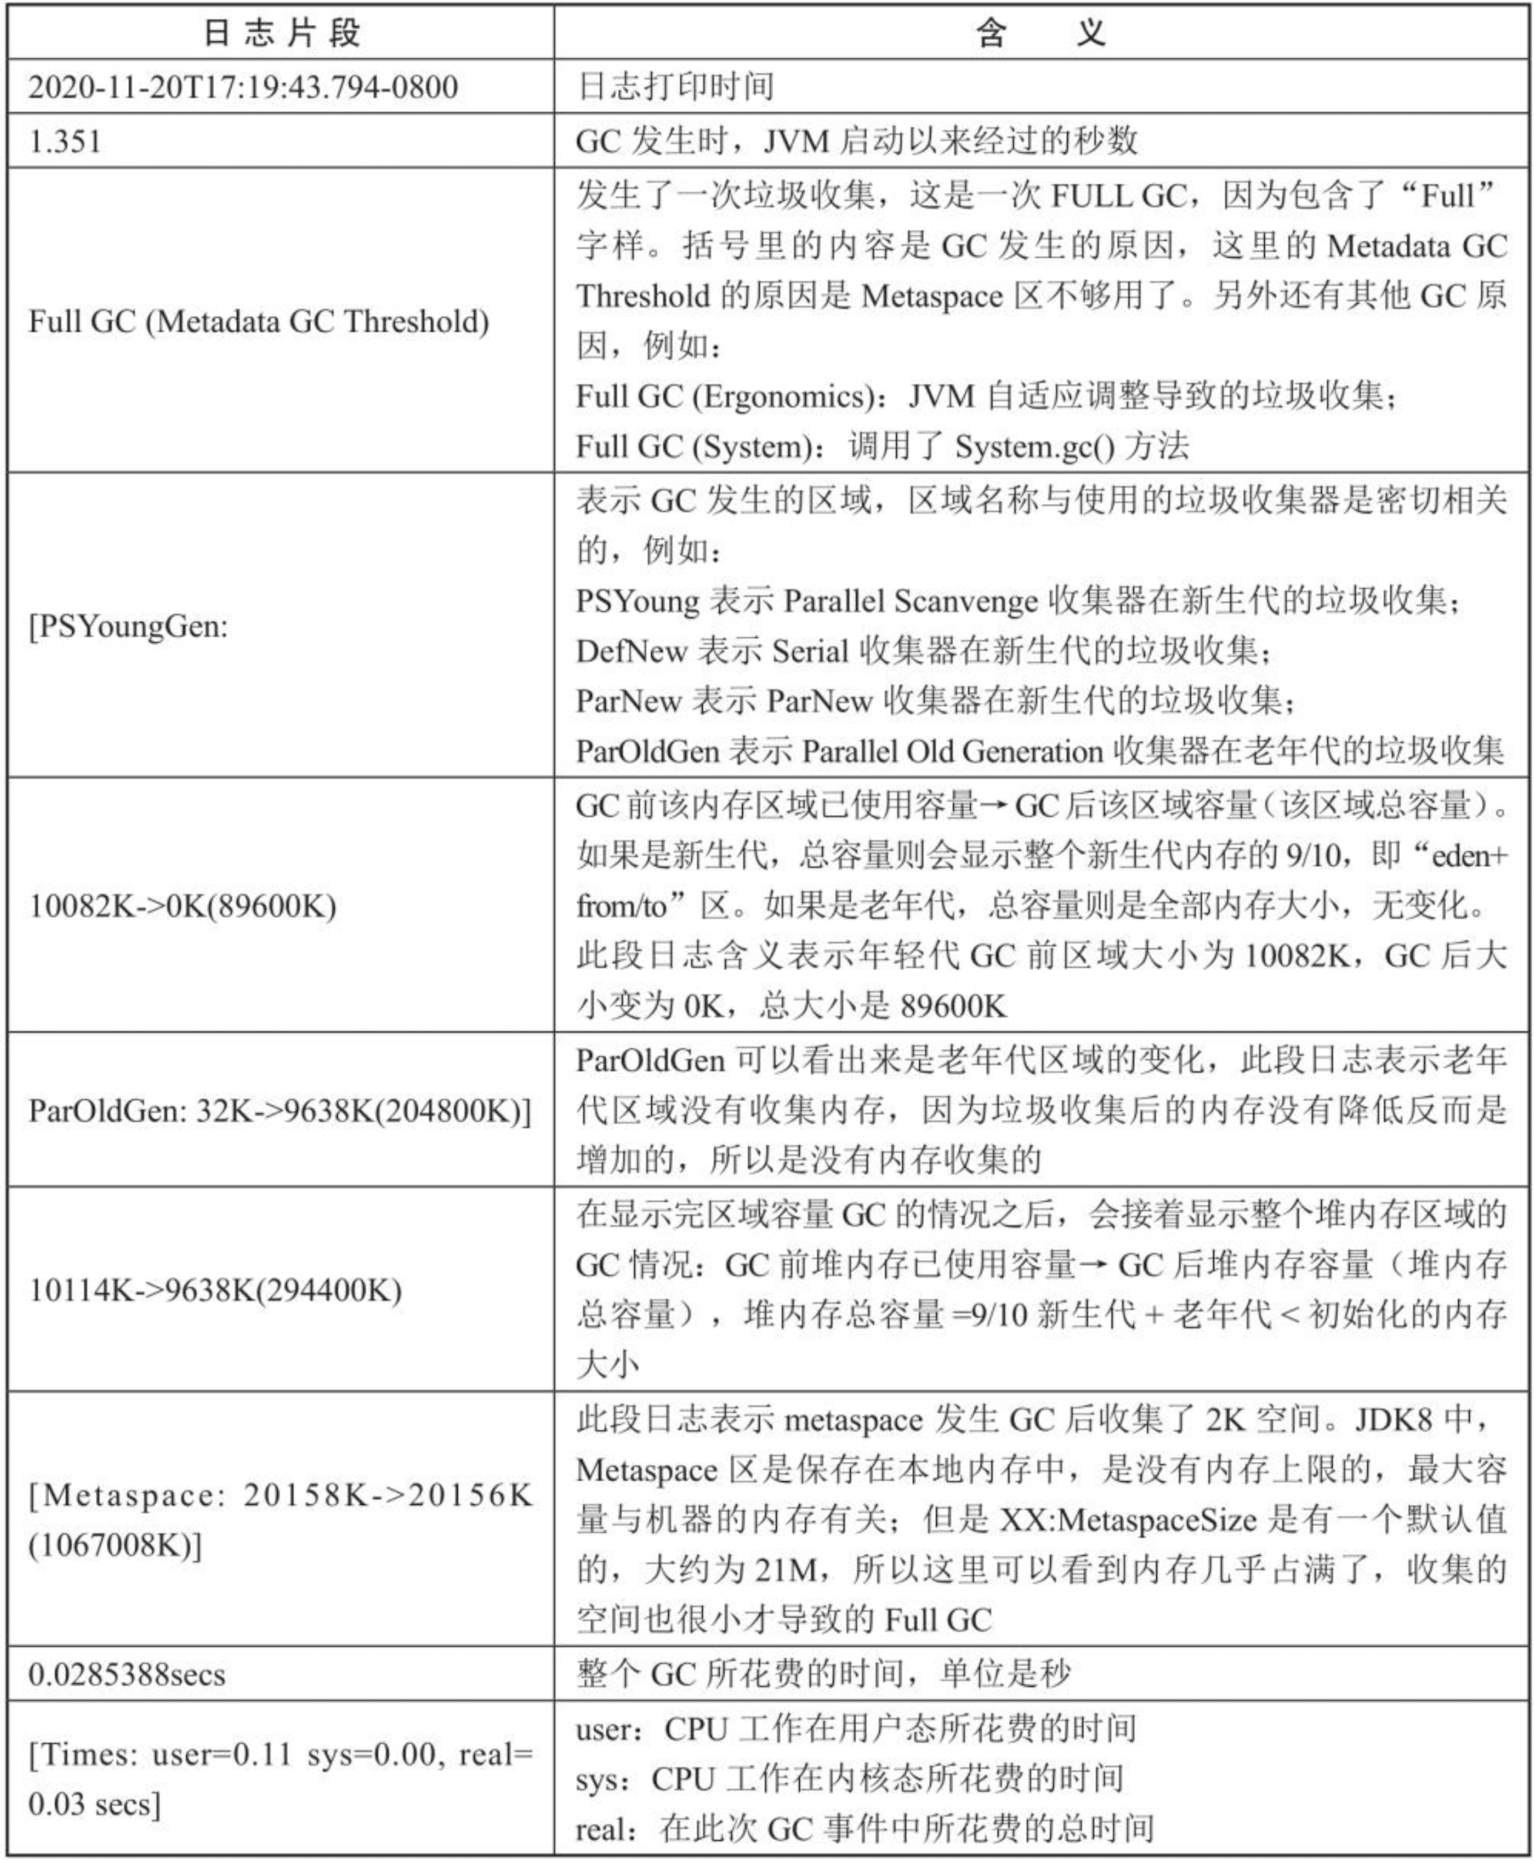 日志片段
含 义
2020-11-20T17:19:43.794-0800
日志打印时间
1.351
GC 发生时，JVM 启动以来经过的秒数
Full GC (Metadata GC Threshold)
发生了一次垃圾收集，这是一次 FULL GC，因为包含了“Full”
字样。括号里的内容是 GC 发生的原因，这里的 Metadata GC
Threshold 的原因是 Metaspace 区不够用了。另外还有其他 GC 原
因，例如：
Full GC (Ergonomics)：JVM 自适应调整导致的垃圾收集；
Full GC (System)：调用了 System.gc() 方法
[PSYoungGen:
表示 GC 发生的区域，区域名称与使用的垃圾收集器是密切相关
的，例如：
PSYoung 表示 Parallel Scanvenge 收集器在新生代的垃圾收集；
DefNew 表示 Serial 收集器在新生代的垃圾收集；
ParNew 表示 ParNew 收集器在新生代的垃圾收集；
ParOldGen 表示 Parallel Old Generation 收集器在老年代的垃圾收集
10082K->0K(89600K)
GC 前该内存区域已使用容量→GC 后该区域容量（该区域总容量）。
如果是新生代，总容量则会显示整个新生代内存的 9/10，即“eden+
from/to”区。如果是老年代，总容量则是全部内存大小，无变化。
此段日志含义表示年轻代 GC 前区域大小为 10082K，GC 后大
小变为 0K，总大小是 89600K
ParOldGen: 32K->9638K(204800K)]
ParOldGen 可以看出来是老年代区域的变化，此段日志表示老年
代区域没有收集内存，因为垃圾收集后的内存没有降低反而是
增加的，所以是没有内存收集的
10114K->9638K(294400K)
在显示完区域容量 GC 的情况之后，会接着显示整个堆内存区域的
GC 情况：GC 前堆内存已使用容量→GC 后堆内存容量（堆内存
总容量），堆内存总容量 =9/10 新生代 + 老年代 < 初始化的内存
大小
[Metaspace: 20158K->20156K
(1067008K)]
此段日志表示 metaspace 发生 GC 后收集了 2K 空间。JDK8 中，
Metaspace 区是保存在本地内存中，是没有内存上限的，最大容
量与机器的内存有关；但是 XX:MetaspaceSize 是有一个默认值
的，大约为 21M，所以这里可以看到内存几乎占满了，收集的
空间也很小才导致的 Full GC
0.0285388secs
整个 GC 所花费的时间，单位是秒
[Times: user=0.11 sys=0.00, real=
0.03 secs]
user：CPU 工作在用户态所花费的时间
sys：CPU 工作在内核态所花费的时间
real：在此次 GC 事件中所花费的总时间